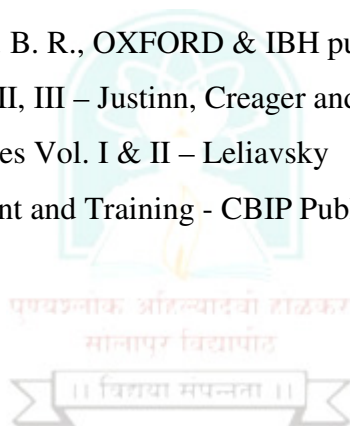 B. R., OXFORD & IBH pu
II, III – Justinn, Creager and
es Vol. I & II – Leliavsky
nt and Training - CBIP Pub
पुण्यश्लोक अहिल्यादेवी होळकर
सोलापूर विद्यापीठ
।। विद्यया संपन्नता ।।